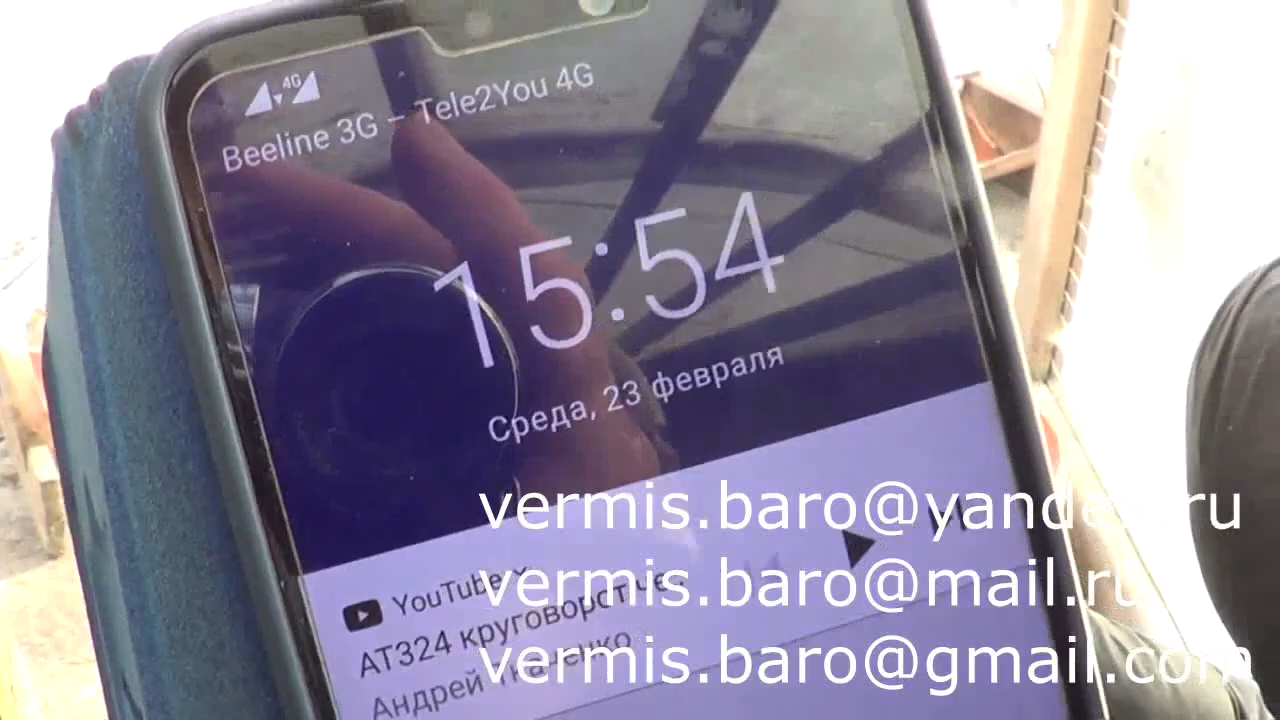 4G
Beeline 3G – Tele2You 4G
15:54
Среда, 23 февраля
vermis.baro@yandex.ru
YouTube
vermis.baro@mail.ru
АТ324 круговорот
vermis.baro@gmail.com
Андрей Ткаченко